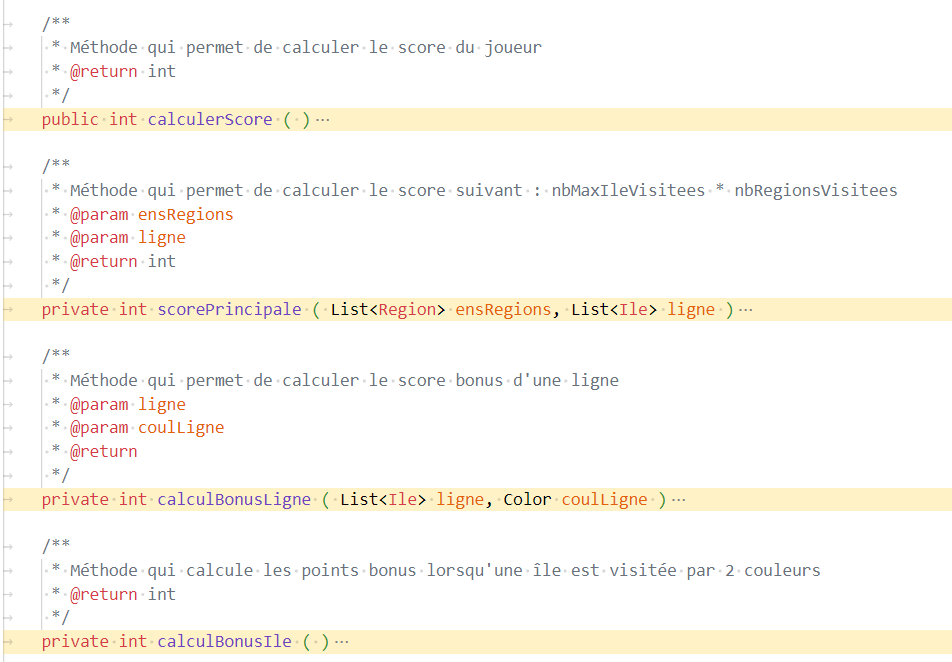 /**
* Méthode qui permet de calculer le score du joueur
* @return int
*/
public int calculerScore ( ) ...
/**
* Méthode qui permet de calculer le score suivant : nbMaxIleVisitees * nbRegionsVisitees
* @param ensRegions
* @param ligne
* @return int
*/
private int scorePrincipale ( List<Region> ensRegions, List<Ile> ligne ) ...
/**
* Méthode qui permet de calculer le score bonus d'une ligne
* @param ligne
* @param coulLigne
* @return
*/
private int calculBonusLigne ( List<Ile> ligne, Color coulLigne ) ...
/**
* Méthode qui calcule les points bonus lorsqu'une île est visitée par 2 couleurs
* @return int
*/
private int calculBonusIle ( ) ...